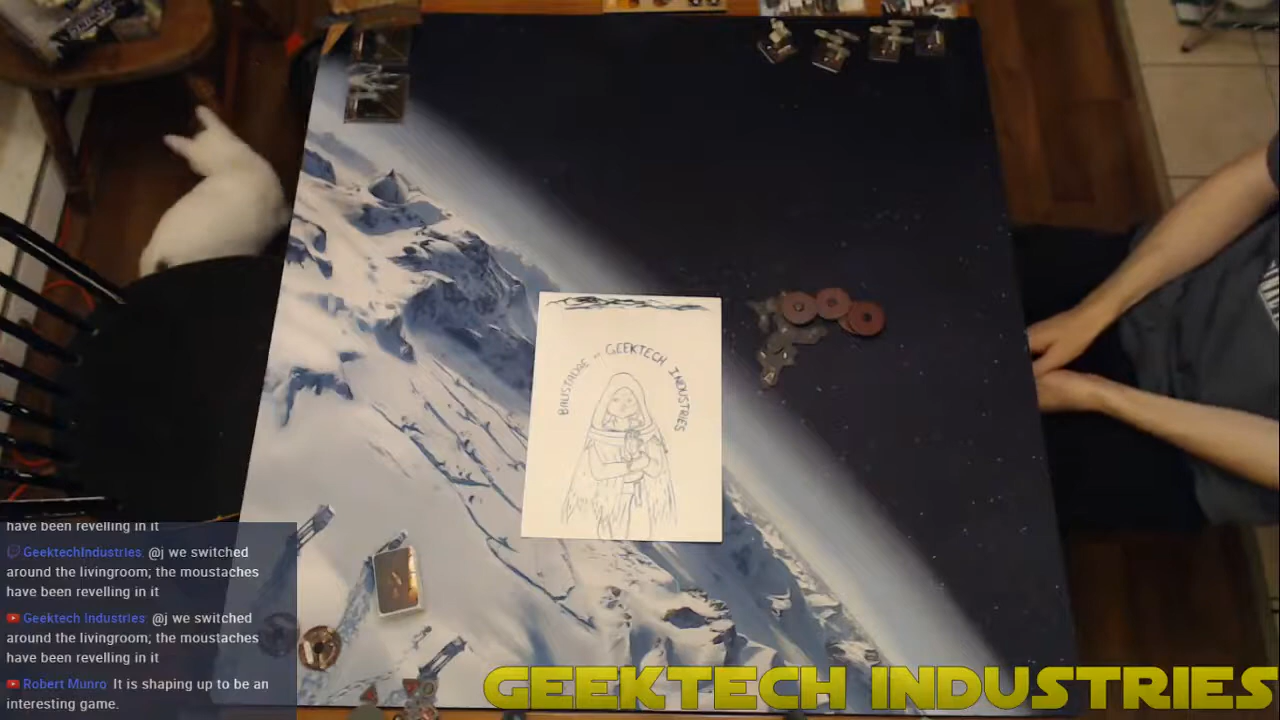 BALISTADAE of GEEKTECH INDUSTRIES
have been revelling in it
GeektechIndustries @j we switched
around the livingroom; the moustaches
have been revelling in it
Geektech Industries @j we switched
around the livingroom; the moustaches
have been revelling in it
Robert Munro It is shaping up to be an
interesting game.
GEEKTECH INDUSTRIES